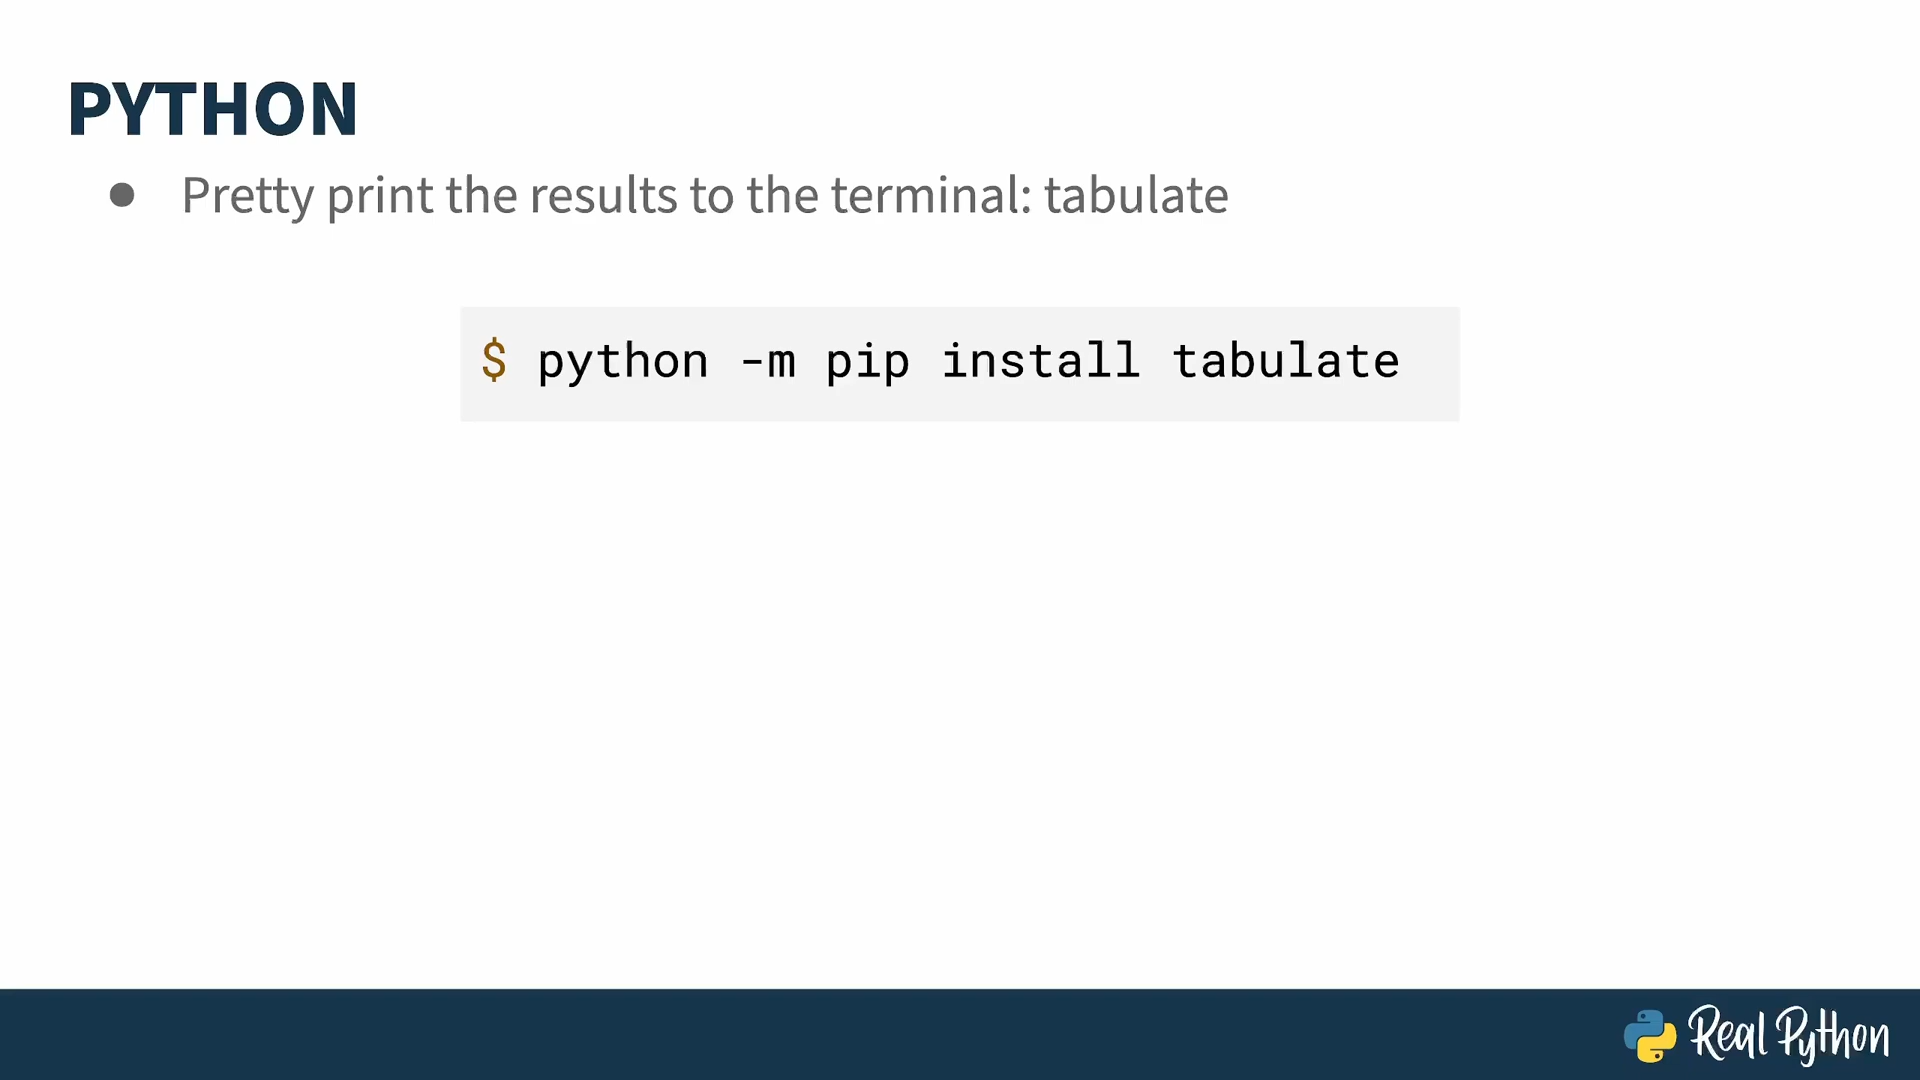 PYTHON
● Pretty print the results to the terminal: tabulate
$ python -m pip install tabulate
Real Python